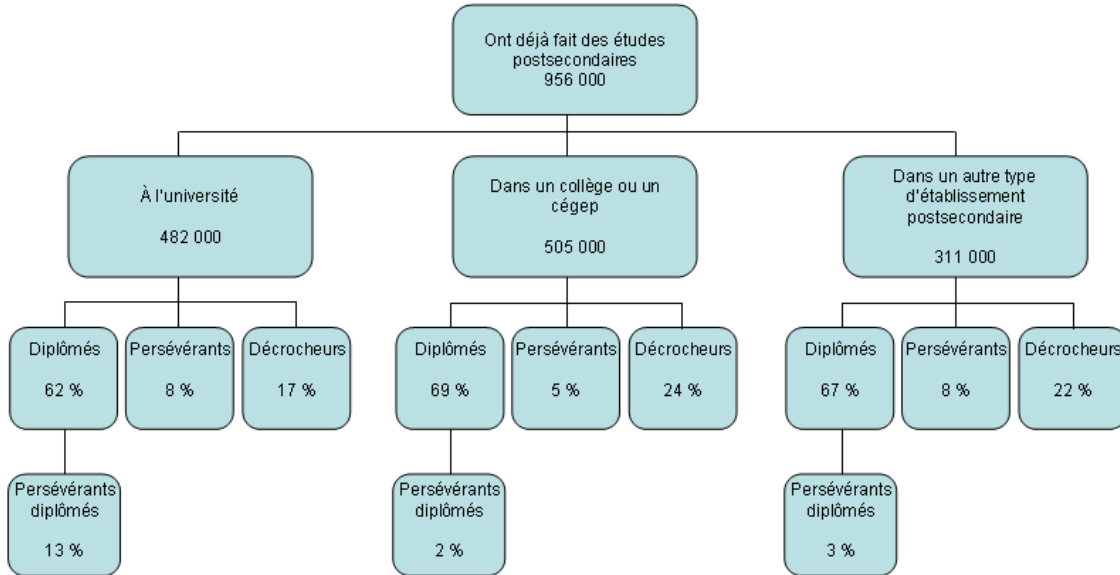 Ont déjà fait des études
postsecondaires
956 000
À l'université
482 000
Dans un collège ou un
cégep
505 000
Dans un autre type
d'établissement
postsecondaire
311 000
Diplômés
62 %
Persévérants
8 %
Décrocheurs
17 %
Diplômés
69 %
Persévérants
5 %
Décrocheurs
24 %
Diplômés
67 %
Persévérants
8 %
Décrocheurs
22 %
Persévérants
diplômés
13 %
Persévérants
diplômés
2 %
Persévérants
diplômés
3 %